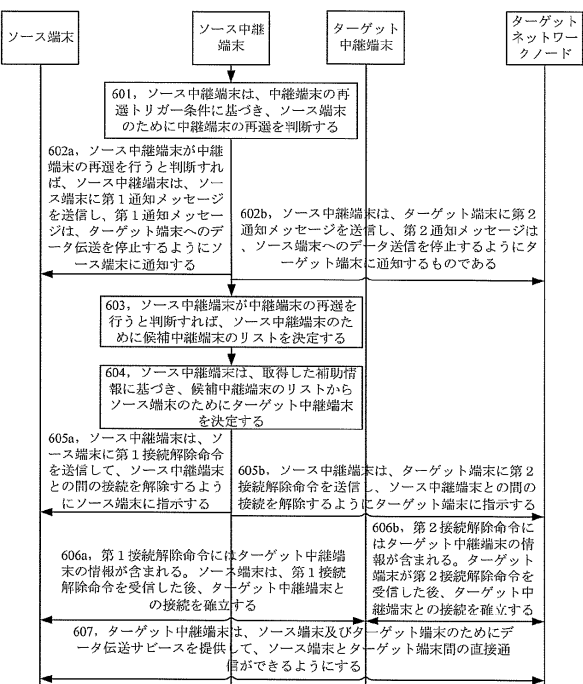 ソース端末
ソース中継
端末
ターゲット
中継端末
ターゲット
ネットワー
クノード
601，ソース中継端末は、中継端末の再
選トリガー条件に基づき、ソース端末
のために中継端末の再選を判断する
602a，ソース中継端末が中継
端末の再選を行うと判断すれ
ば、ソース中継端末は、ソー
ス端末に第１通知メッセージ
を送信し、第１通知メッセー
ジは、ターゲット端末へのデ
ータ伝送を停止するようにソ
ース端末に通知する
602b，ソース中継端末は、ターゲット端末に第２
通知メッセージを送信し、第２通知メッセージは
、ソース端末へのデータ送信を停止するようにタ
ーゲット端末に通知するものである
603，ソース中継端末が中継端末の再選を
行うと判断すれば、ソース中継端末のた
めに候補中継端末のリストを決定する
604，ソース中継端末は、取得した補助情
報に基づき、候補中継端末のリストから
ソース端末のためにターゲット中継端末
を決定する
605a，ソース中継端末は、ソ
ース端末に第１接続解除命令
を送信して、ソース中継端末
との間の接続を解除するよう
にソース端末に指示する
605b，ソース中継端末は、ターゲット端末に第２
接続解除命令を送信し、ソース中継端末との間の
接続を解除するようにターゲット端末に指示する
606a，第１接続解除命令にはターゲット中継端
末の情報が含まれる。ソース端末は、第１接続
解除命令を受信した後、ターゲット中継端末と
の接続を確立する
606b，第２接続解除命令に
はターゲット中継端末の情
報が含まれる。ターゲット
端末が第２接続解除命令を
受信した後、ターゲット中
継端末との接続を確立する
607，ターゲット中継端末は、ソース端末及びターゲット端末のためにデ
ータ伝送サビースを提供して、ソース端末とターゲット端末間の直接通
信ができるようにする